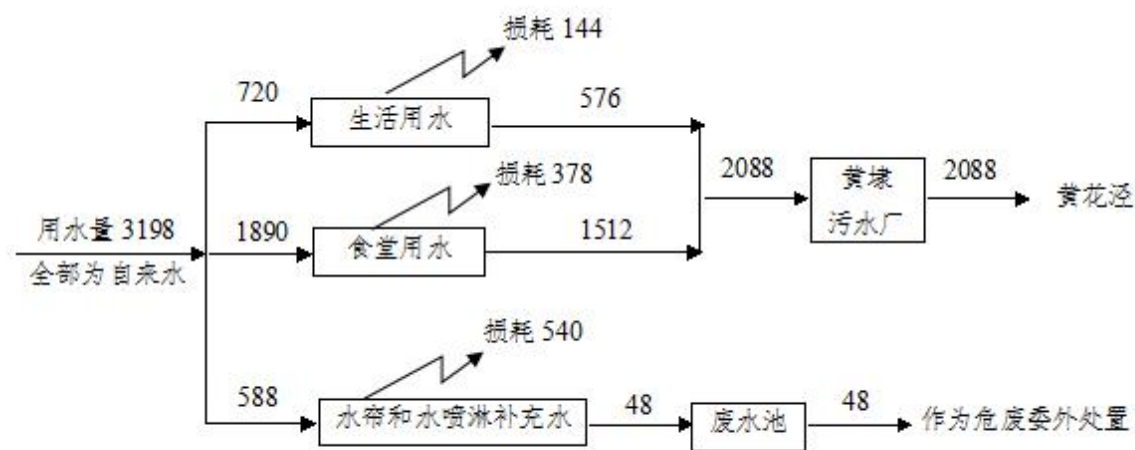 损耗 144
720
生活用水
576
损耗 378
2088
黄埭
污水厂
2088
黄花泾
用水量 3198
全部为自来水
1890
食堂用水
1512
损耗 540
588
水帘和水喷淋补充水
48
废水池
48
作为危废委外处置